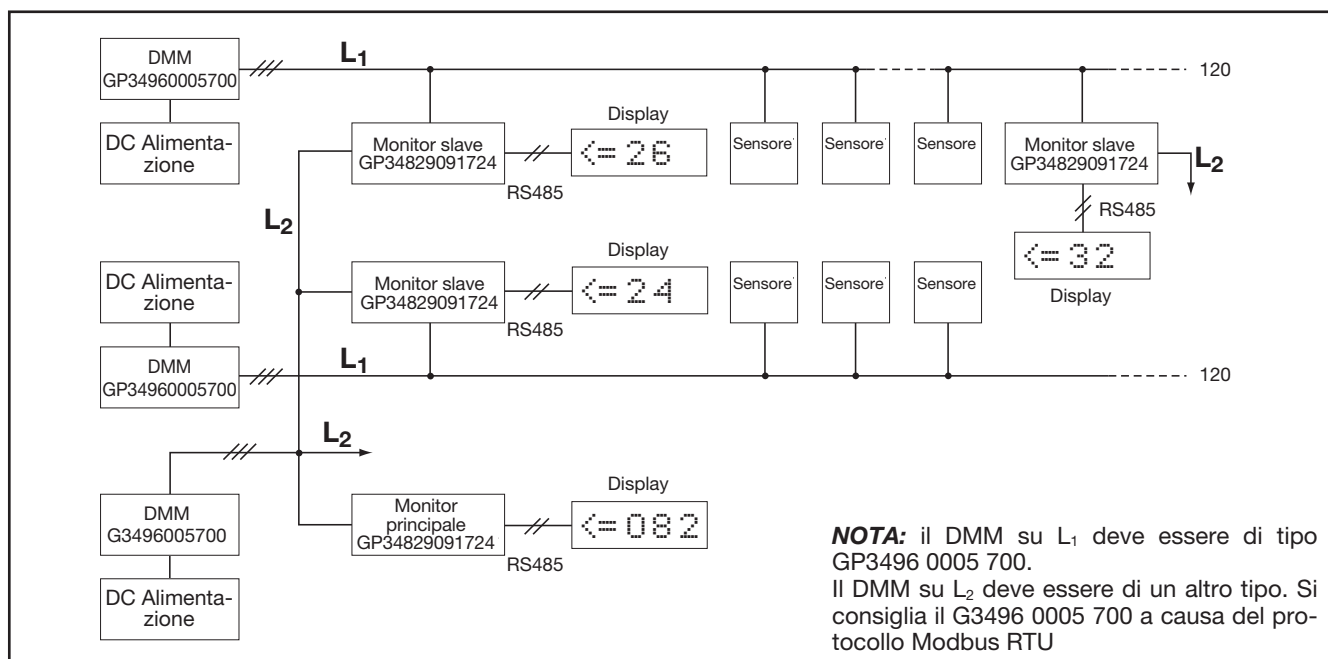 DMM
GP34960005700
L1
120
DC Alimenta-
zione
Monitor slave
GP34829091724
RS485
Display
<=26
Sensore
Sensore
Sensore
Monitor slave
GP34829091724
L2
RS485
<=32
Display
L2
DC Alimenta-
zione
DMM
GP34960005700
L1
120
Monitor slave
GP34829091724
RS485
Display
<=24
Sensore
Sensore
Sensore
L2
DMM
G3496005700
DC Alimenta-
zione
Monitor
principale
GP34829091724
RS485
Display
<=082
NOTA: il DMM su L1 deve essere di tipo
GP3496 0005 700.
Il DMM su L2 deve essere di un altro tipo. Si
consiglia il G3496 0005 700 a causa del pro-
tocollo Modbus RTU